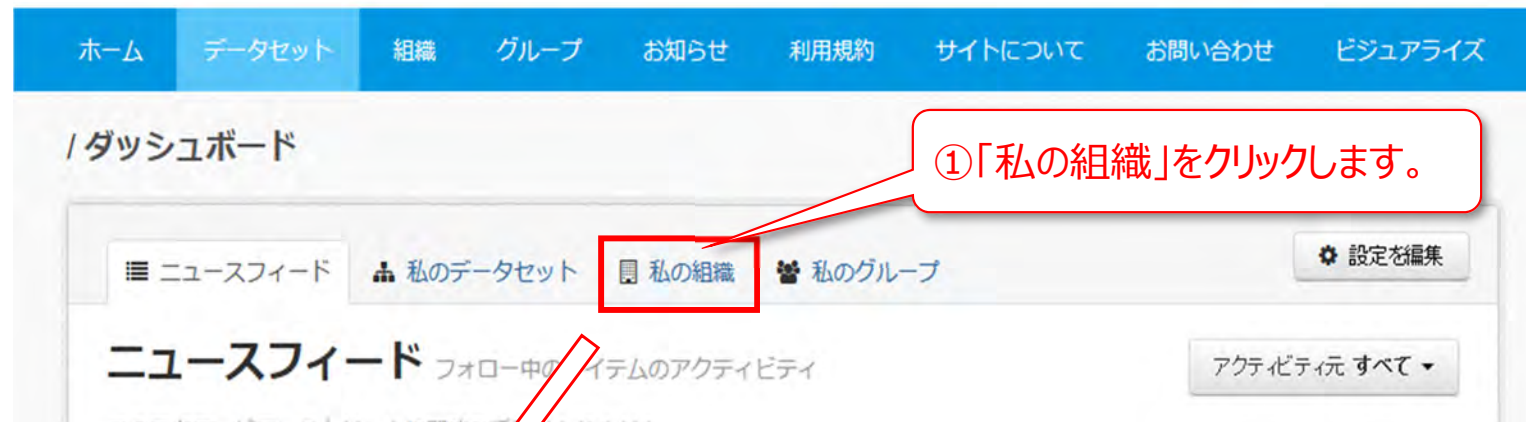 ホーム データセット 組織 グループ お知らせ 利用規約 サイトについて お問い合わせ ビジュアライズ
/ ダッシュボード
①「私の組織」をクリックします。
ニュースフィード 私のデータセット 私の組織 私のグループ 設定を編集
ニュースフィード フォロー中の イテムのアクティビティ アクティビティ元 すべて